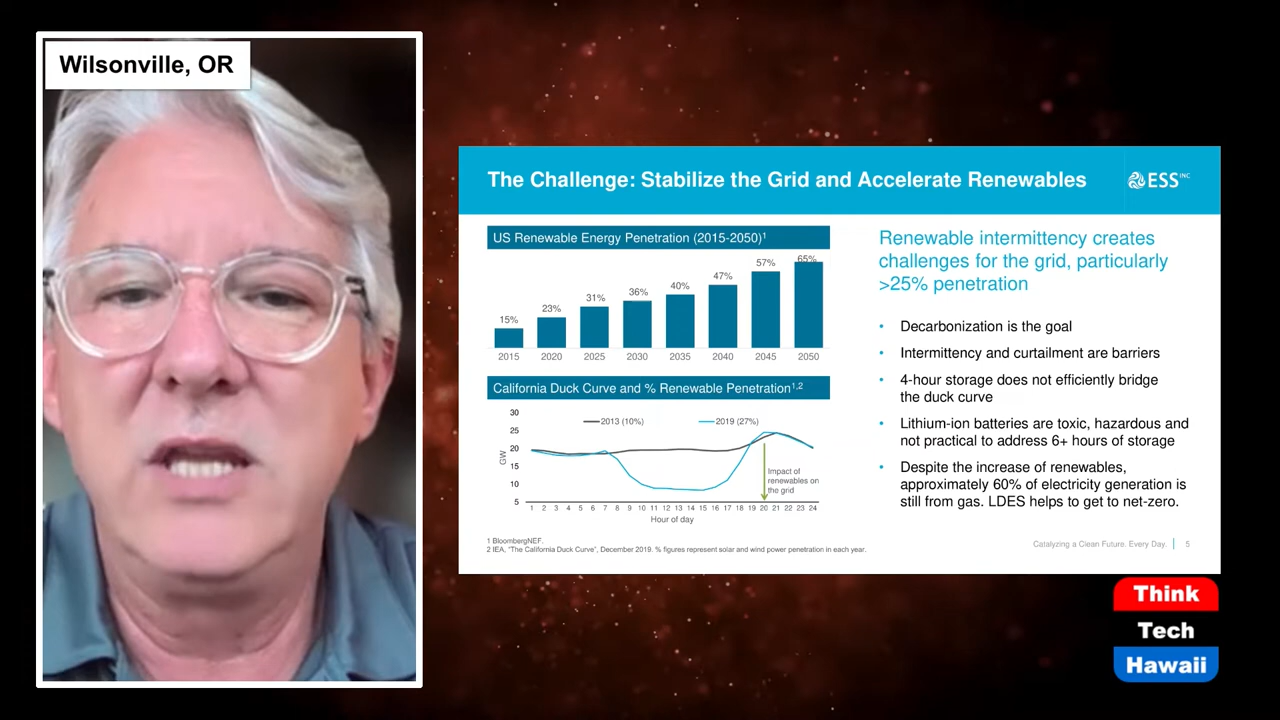 Wilsonville, OR
The Challenge: Stabilize the Grid and Accelerate Renewables
ESS INC
US Renewable Energy Penetration (2015-2050)¹
15%
23%
31%
36%
40%
47%
57%
65%
2015 2020 2025 2030 2035 2040 2045 2050
California Duck Curve and % Renewable Penetration¹,²
30
25
20
15
10
5
GW
2013 (10%)
2019 (27%)
Impact of
renewables on
the grid
1 2 3 4 5 6 7 8 9 10 11 12 13 14 15 16 17 18 19 20 21 22 23 24
Hour of day
Renewable intermittency creates
challenges for the grid, particularly
>25% penetration
• Decarbonization is the goal
• Intermittency and curtailment are barriers
• 4-hour storage does not efficiently bridge
the duck curve
• Lithium-ion batteries are toxic, hazardous and
not practical to address 6+ hours of storage
• Despite the increase of renewables,
approximately 60% of electricity generation is
still from gas. LDES helps to get to net-zero.
1 BloombergNEF.
2 IEA, "The California Duck Curve", December 2019. % figures represent solar and wind power penetration in each year.
Catalyzing a Clean Future. Every Day. 5
Think
Tech
Hawaii